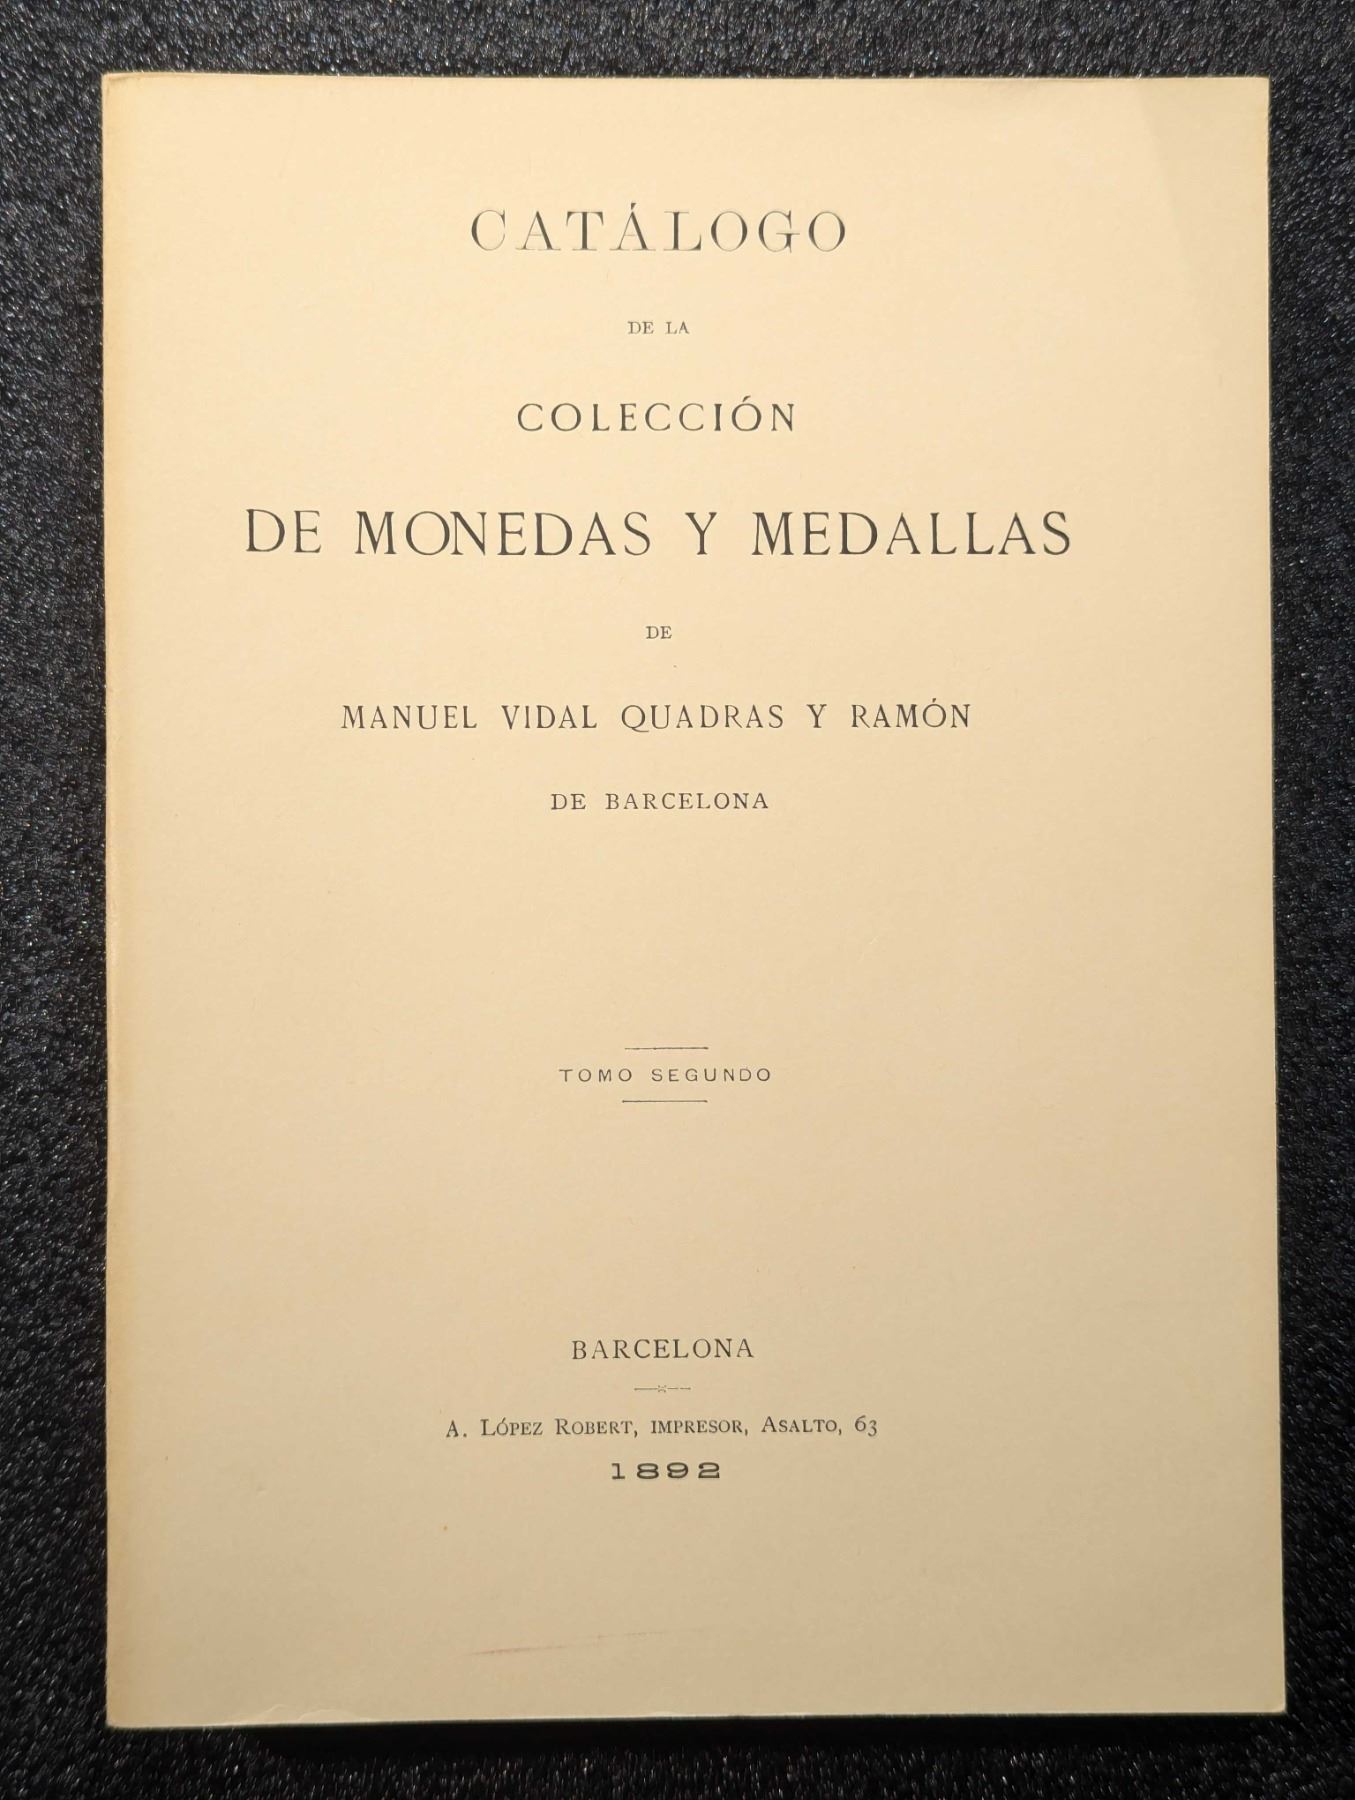 CATÁLOGO
DE LA
COLECCIÓN
DE MONEDAS Y MEDALLAS
DE
MANUEL VIDAL QUADRAS Y RAMÓN
DE BARCELONA
TOMO SEGUNDO
BARCELONA
A. López Robert, impresor, Asalto, 63
1892